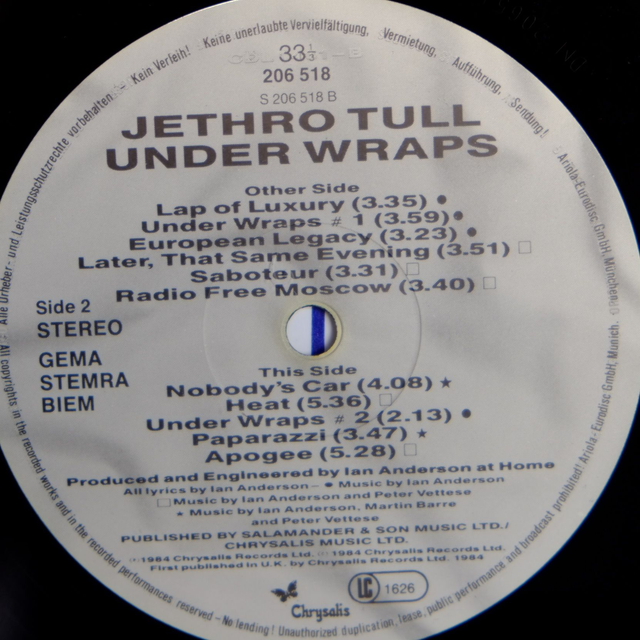 Alle Urheber- und Leistungsschutzrechte vorbehalten. - Kein Verleih! - Keine unerlaubte Vervielfältigung, Vermietung, Aufführung, Sendung!
33⅓
206 518
S 206 518 B
JETHRO TULL
UNDER WRAPS
Other Side
Lap of Luxury (3.35) ●
Under Wraps # 1 (3.59) ●
European Legacy (3.23) ●
Later, That Same Evening (3.51) □
Saboteur (3.31) □
Radio Free Moscow (3.40) □
Side 2
STEREO
GEMA
STEMRA
BIEM
This Side
Nobody's Car (4.08) ★
Heat (5.36) □
Under Wraps # 2 (2.13) ●
Paparazzi (3.47) ★
Apogee (5.28) □
Produced and Engineered by Ian Anderson at Home
All lyrics by Ian Anderson – ● Music by Ian Anderson
□ Music by Ian Anderson and Peter Vettese
★ Music by Ian Anderson, Martin Barre
and Peter Vettese
PUBLISHED BY SALAMANDER & SON MUSIC LTD./
CHRYSALIS MUSIC LTD.
1984 Chrysalis Records Ltd. 1984 Chrysalis Records Ltd.
First published in U.K. by Chrysalis Records Ltd. 1984
Chrysalis
LC 1626
Ariola-Eurodisc GmbH, München
All copyrights in the recorded works and in the recorded performances reserved - No lending! Unauthorized duplication, lease, public performance and broadcast prohibited! Ariola-Eurodisc GmbH, Munich.